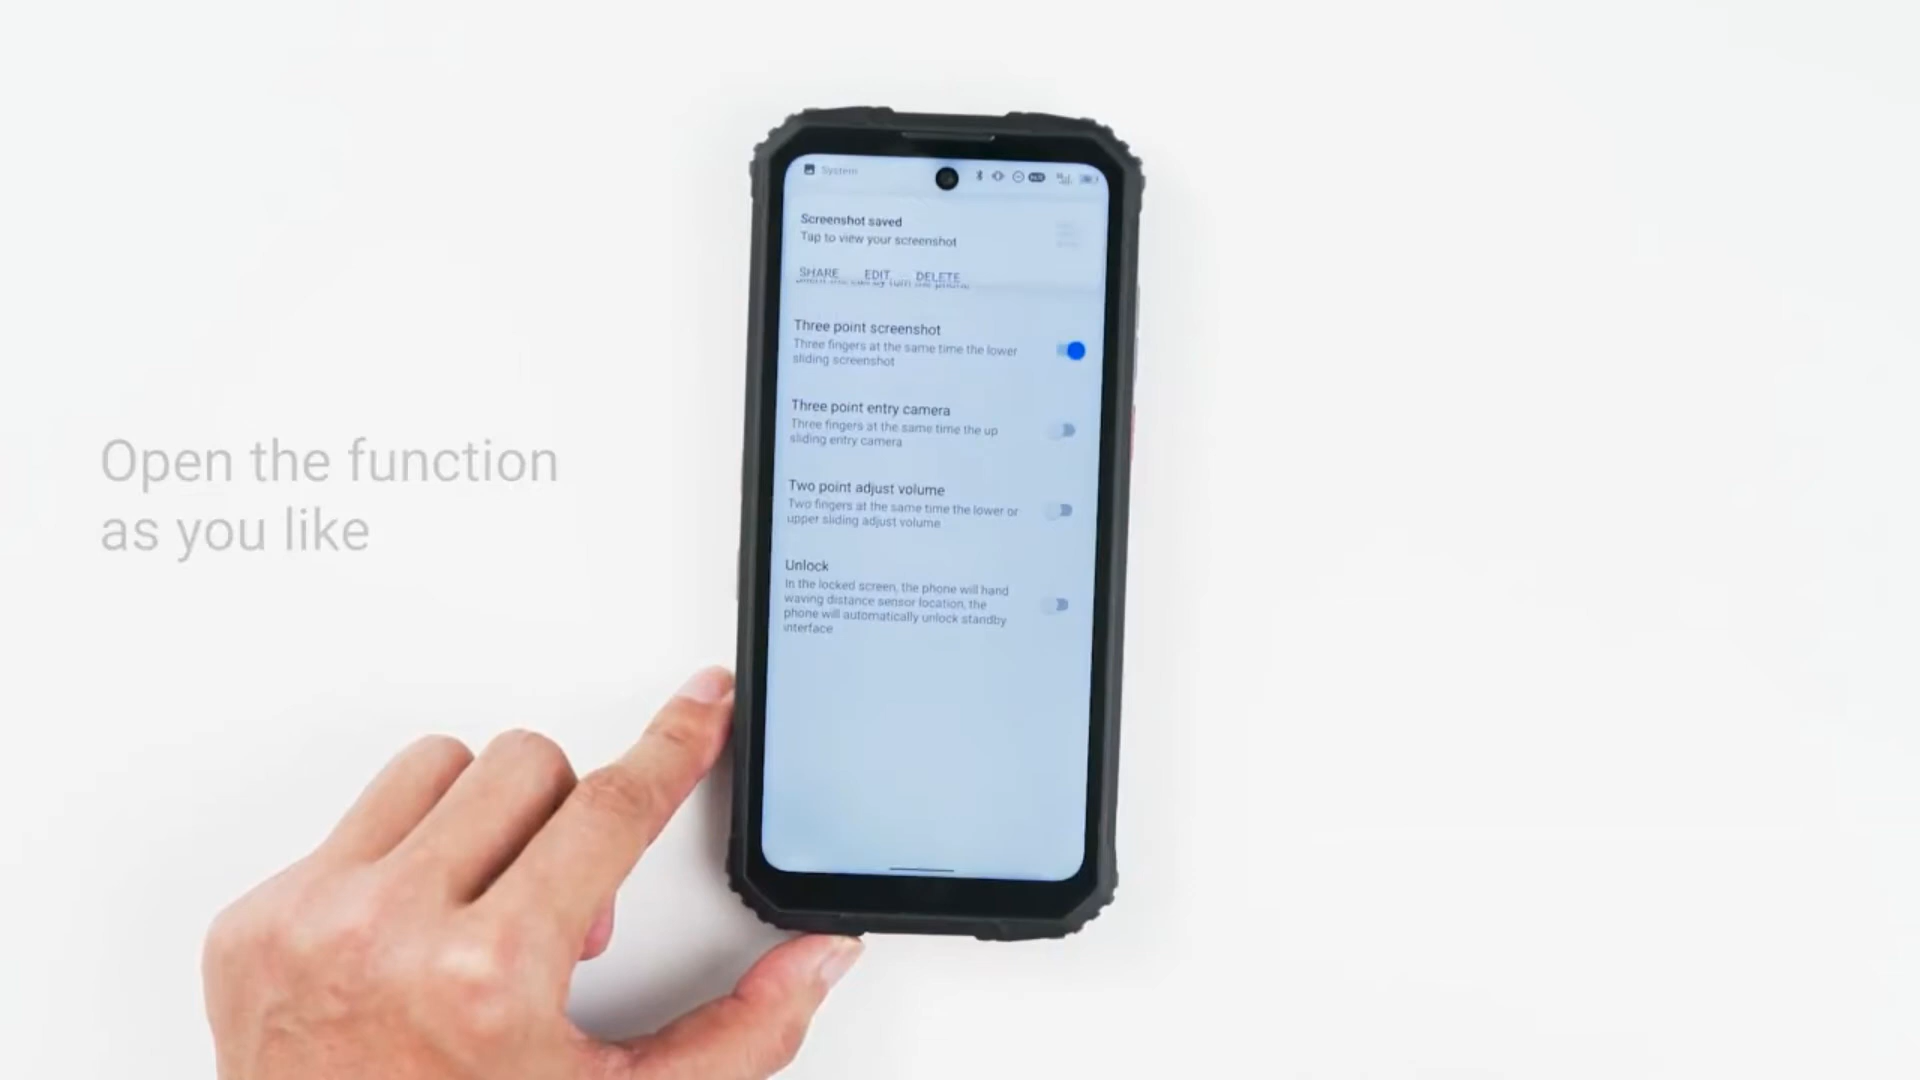 Open the function
as you like
System
Screenshot saved
Tap to view your screenshot
SHARE EDIT DELETE
Three point screenshot
Three fingers at the same time the lower
sliding screenshot
Three point entry camera
Three fingers at the same time the up
sliding entry camera
Two point adjust volume
Two fingers at the same time the lower or
upper sliding adjust volume
Unlock
In the locked screen, the phone will hand
waving distance sensor location, the
phone will automatically unlock standby
interface